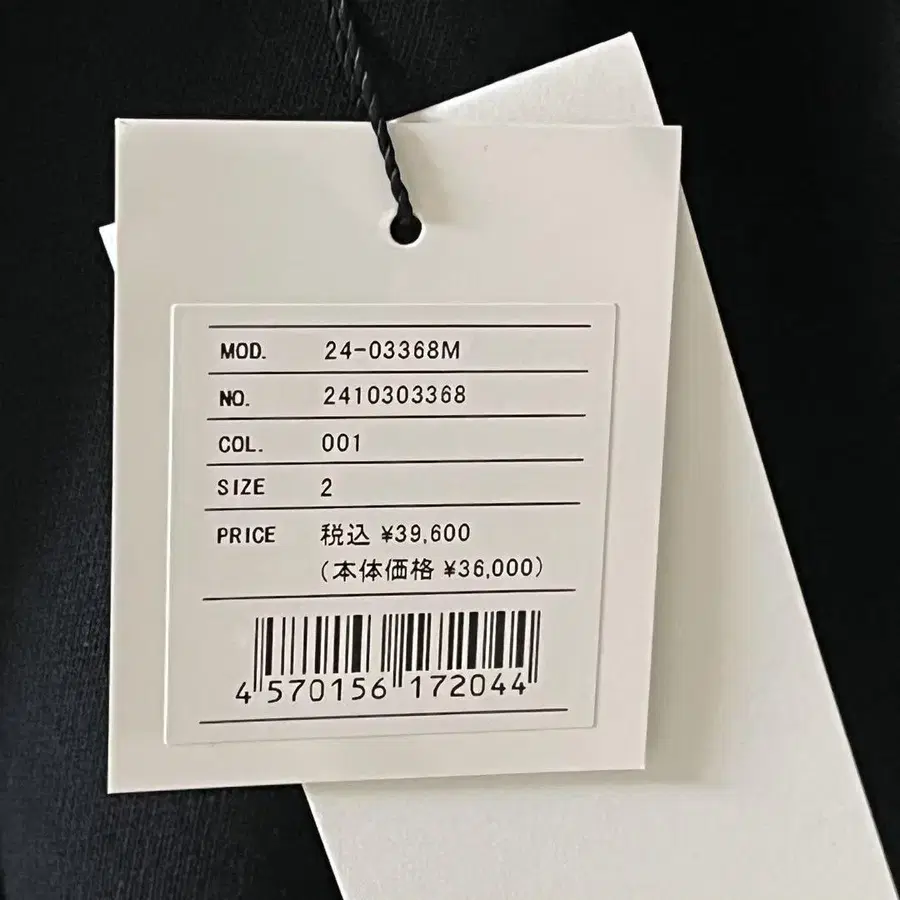 MOD. 24-03368M
NO. 2410303368
COL. 001
SIZE 2
PRICE 税込 ¥39,600
(本体価格 ¥36,000)
4 570156 172044